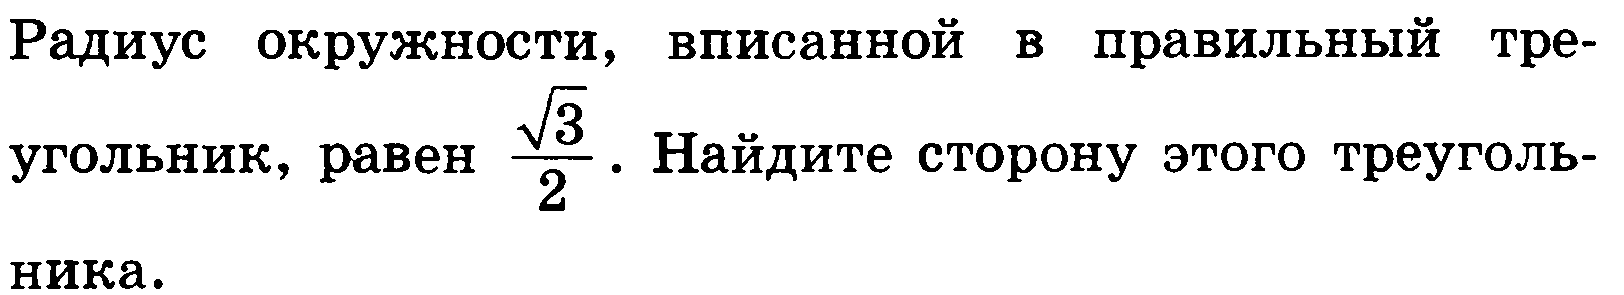 Радиус окружности, вписанной в правильный тре-
угольник, равен √3/2. Найдите сторону этого треуголь-
ника.